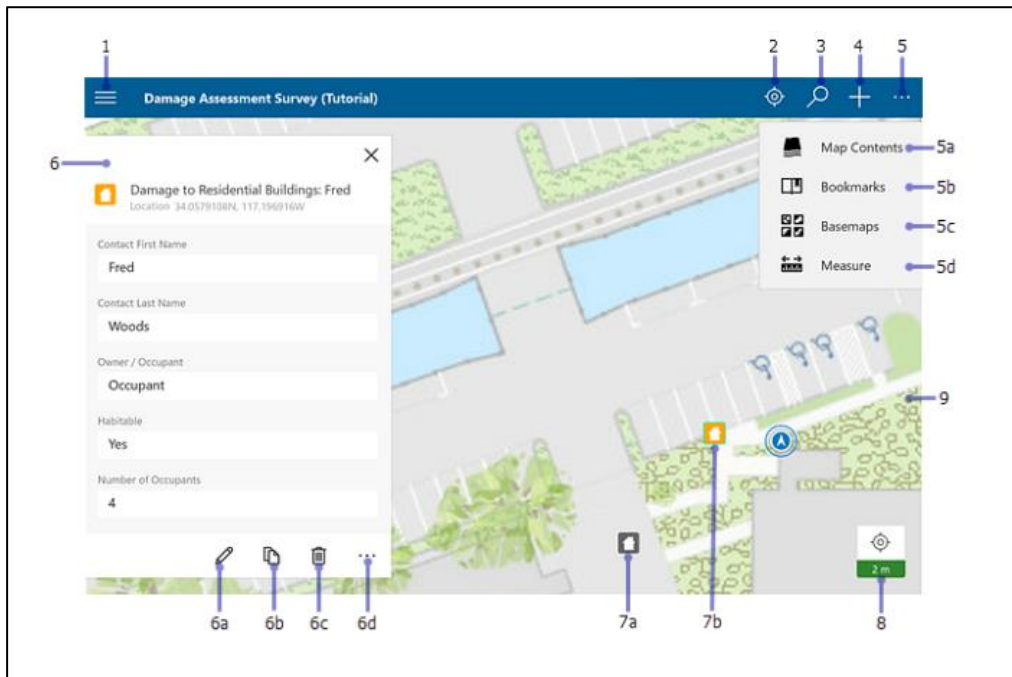 1
2
3
4
5
Damage Assessment Survey (Tutorial)
6
Map Contents
5a
Damage to Residential Buildings: Fred
Location 34.0579108N, 117.196916W
Bookmarks
5b
Basemaps
5c
Measure
5d
Contact First Name
Fred
Contact Last Name
Woods
Owner / Occupant
Occupant
Habitable
Yes
Number of Occupants
4
9
2 m
6a
6b
6c
6d
7a
7b
8